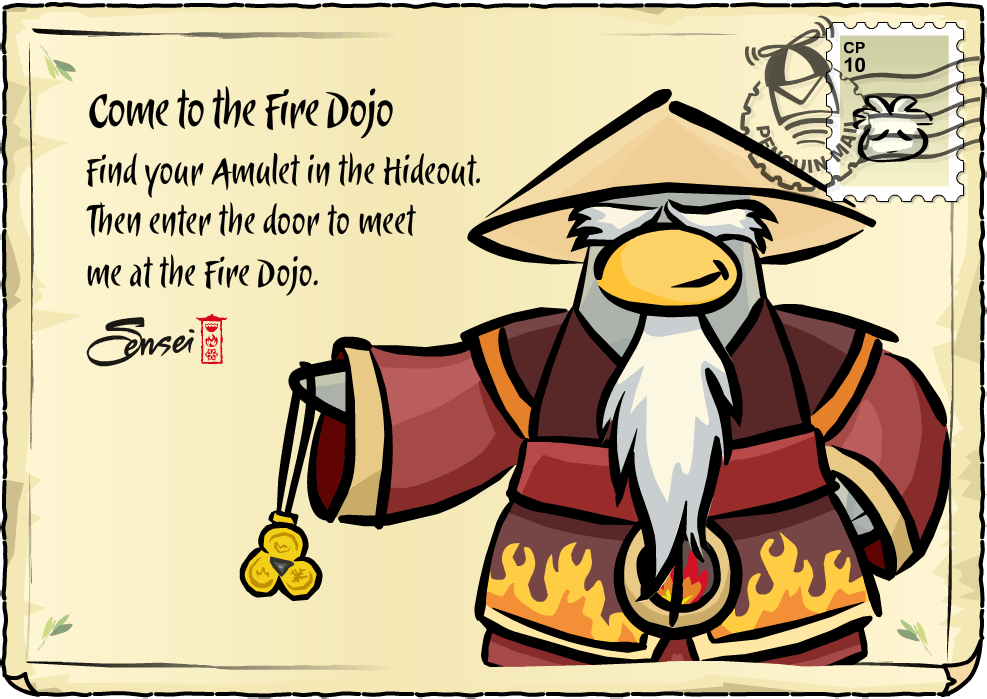 CP
10
PENGUIN MAIL
Come to the Fire Dojo
Find your Amulet in the Hideout.
Then enter the door to meet
me at the Fire Dojo.
Sensei